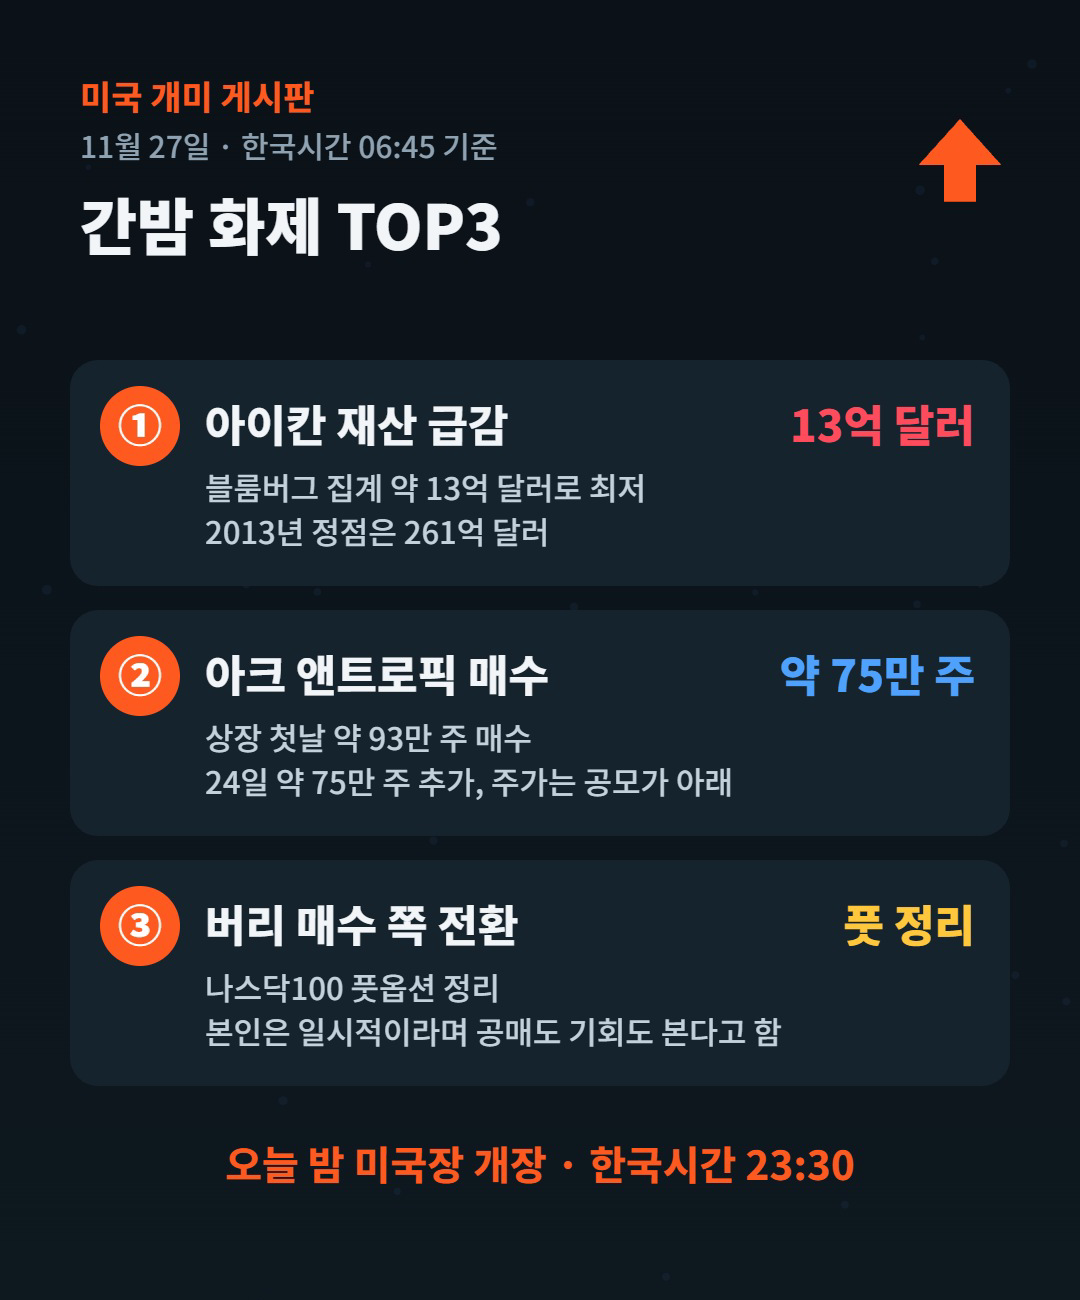 미국 개미 게시판
11월 27일 · 한국시간 06:45 기준
간밤 화제 TOP3
① 아이칸 재산 급감 13억 달러
블룸버그 집계 약 13억 달러로 최저
2013년 정점은 261억 달러
② 아크 앤트로픽 매수 약 75만 주
상장 첫날 약 93만 주 매수
24일 약 75만 주 추가, 주가는 공모가 아래
③ 버리 매수 쪽 전환 풋 정리
나스닥100 풋옵션 정리
본인은 일시적이라며 공매도 기회도 본다고 함
오늘 밤 미국장 개장 · 한국시간 23:30